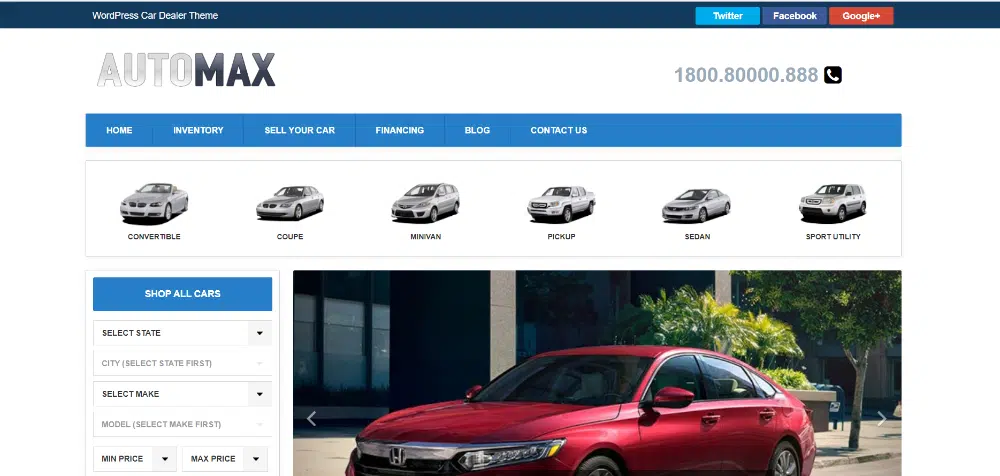 WordPress Car Dealer Theme
Twitter Facebook Google+
AUTOMAX
1800.80000.888
HOME INVENTORY SELL YOUR CAR FINANCING BLOG CONTACT US
CONVERTIBLE COUPE MINIVAN PICKUP SEDAN SPORT UTILITY
SHOP ALL CARS
SELECT STATE
CITY (SELECT STATE FIRST)
SELECT MAKE
MODEL (SELECT MAKE FIRST)
MIN PRICE MAX PRICE